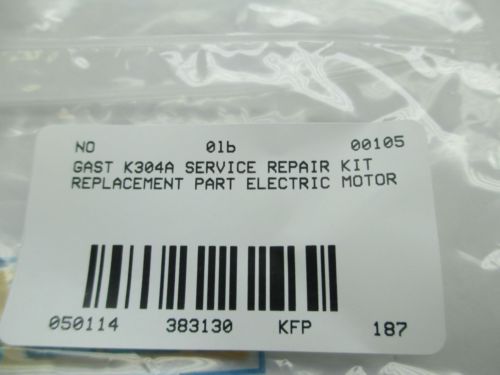 NO 0lb 00105
GAST K304A SERVICE REPAIR KIT
REPLACEMENT PART ELECTRIC MOTOR
050114 383130 KFP 187